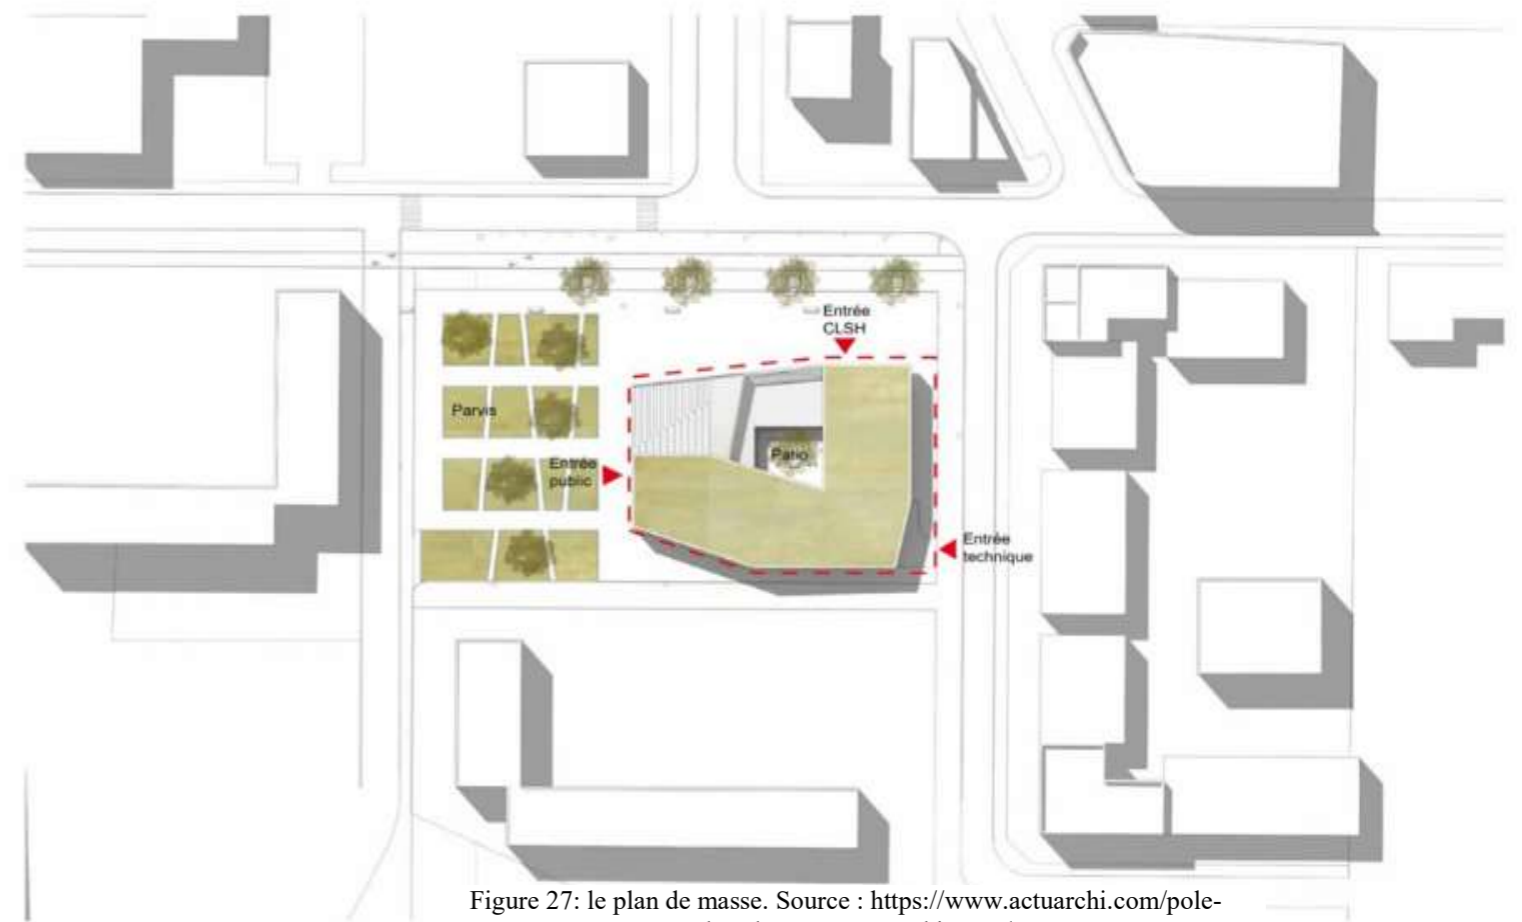 Entrée
CLSH
Parvis
Patio
Entrée
public
Entrée
technique
Figure 27: le plan de masse. Source : https://www.actuarchi.com/pole-